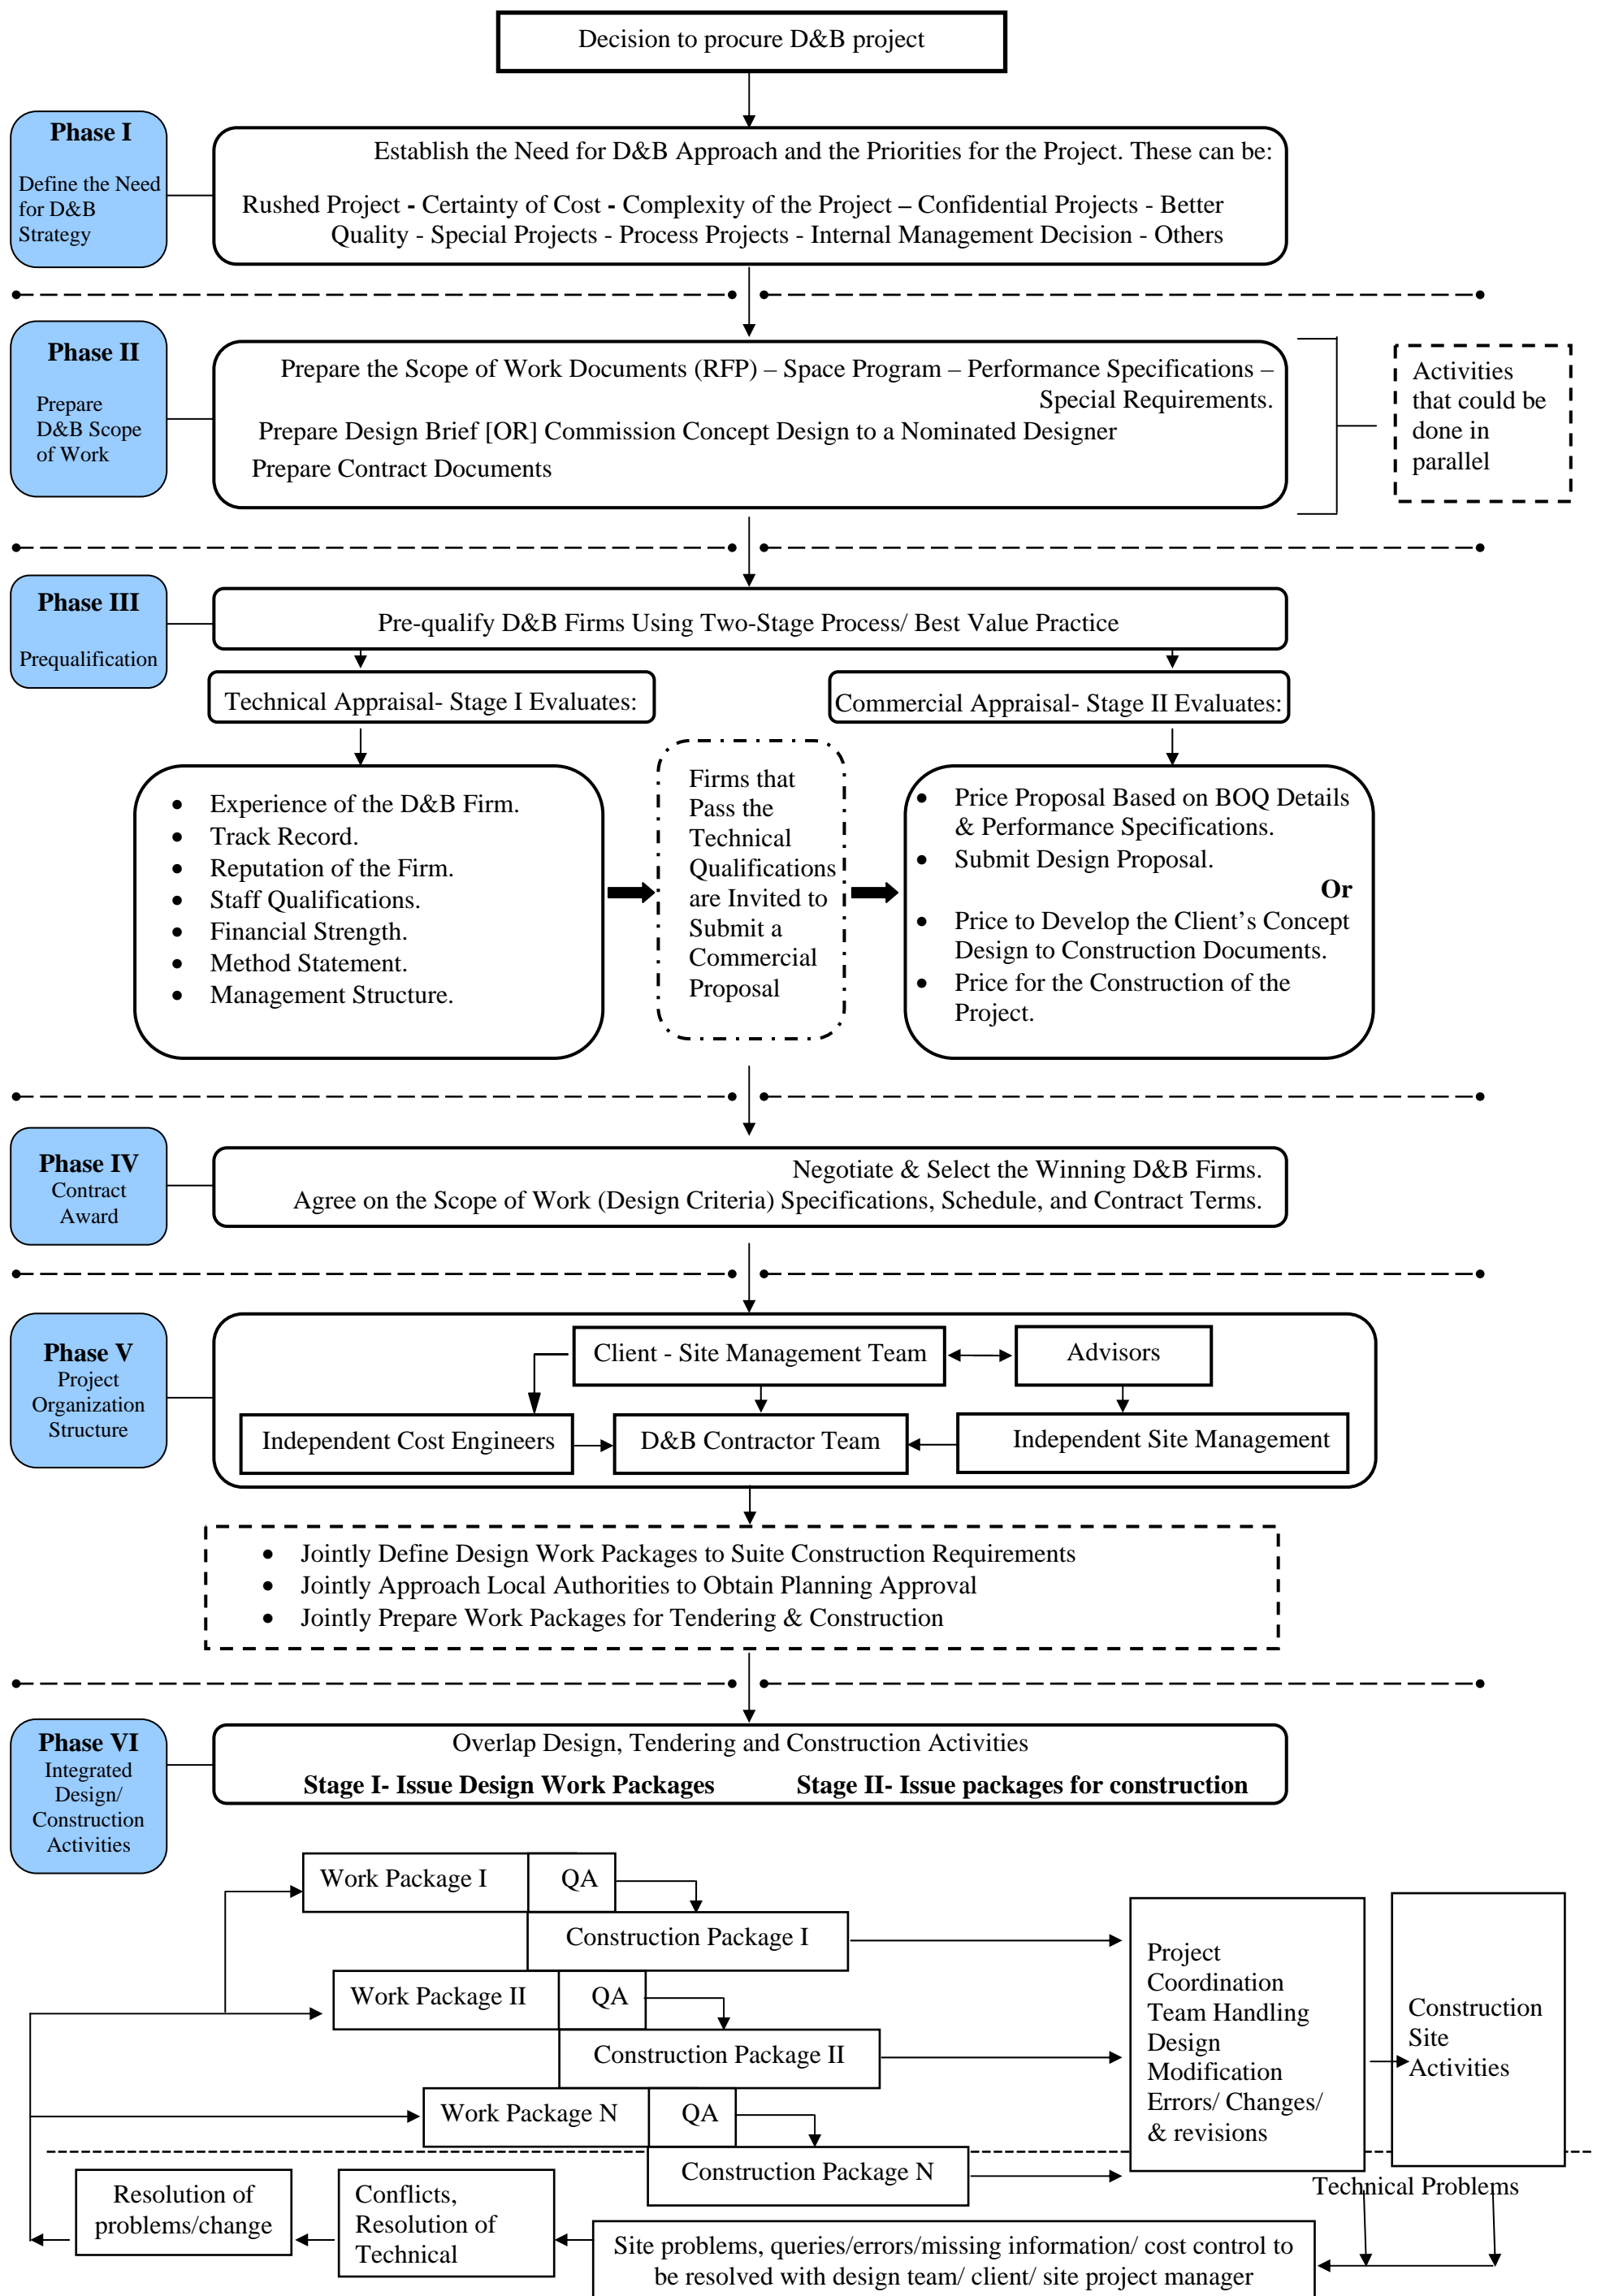 Decision to procure D&B project
Phase I
Define the Need
for D&B
Strategy
Establish the Need for D&B Approach and the Priorities for the Project. These can be:
Rushed Project - Certainty of Cost - Complexity of the Project – Confidential Projects - Better
Quality - Special Projects - Process Projects - Internal Management Decision - Others
Phase II
Prepare
D&B Scope
of Work
Prepare the Scope of Work Documents (RFP) – Space Program – Performance Specifications –
Special Requirements.
Prepare Design Brief [OR] Commission Concept Design to a Nominated Designer
Prepare Contract Documents
Activities
that could be
done in
parallel
Phase III
Prequalification
Pre-qualify D&B Firms Using Two-Stage Process/ Best Value Practice
Technical Appraisal- Stage I Evaluates:
Commercial Appraisal- Stage II Evaluates:
• Experience of the D&B Firm.
• Track Record.
• Reputation of the Firm.
• Staff Qualifications.
• Financial Strength.
• Method Statement.
• Management Structure.
Firms that
Pass the
Technical
Qualifications
are Invited to
Submit a
Commercial
Proposal
• Price Proposal Based on BOQ Details
& Performance Specifications.
• Submit Design Proposal.
Or
• Price to Develop the Client’s Concept
Design to Construction Documents.
• Price for the Construction of the
Project.
Phase IV
Contract
Award
Negotiate & Select the Winning D&B Firms.
Agree on the Scope of Work (Design Criteria) Specifications, Schedule, and Contract Terms.
Phase V
Project
Organization
Structure
Client - Site Management Team
Advisors
Independent Cost Engineers
D&B Contractor Team
Independent Site Management
• Jointly Define Design Work Packages to Suite Construction Requirements
• Jointly Approach Local Authorities to Obtain Planning Approval
• Jointly Prepare Work Packages for Tendering & Construction
Phase VI
Integrated
Design/
Construction
Activities
Overlap Design, Tendering and Construction Activities
Stage I- Issue Design Work Packages Stage II- Issue packages for construction
Work Package I
QA
Construction Package I
Work Package II
QA
Construction Package II
Work Package N
QA
Construction Package N
Project
Coordination
Team Handling
Design
Modification
Errors/ Changes/
& revisions
Construction
Site
Activities
Technical Problems
Resolution of
problems/change
Conflicts,
Resolution of
Technical
Site problems, queries/errors/missing information/ cost control to
be resolved with design team/ client/ site project manager